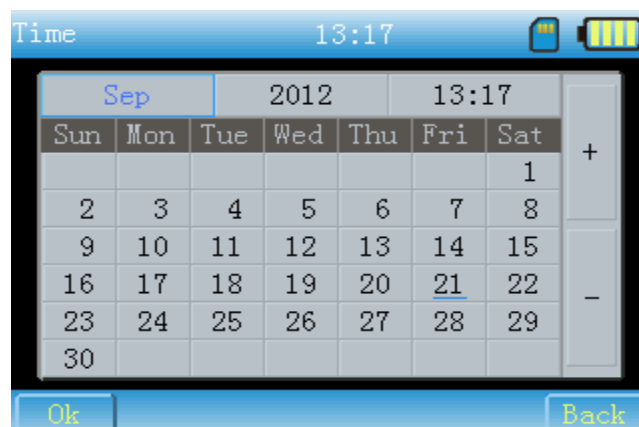 Time 13:17
Sep 2012 13:17
Sun Mon Tue Wed Thu Fri Sat +
1
2 3 4 5 6 7 8
9 10 11 12 13 14 15
16 17 18 19 20 21 22 -
23 24 25 26 27 28 29
30
Ok Back